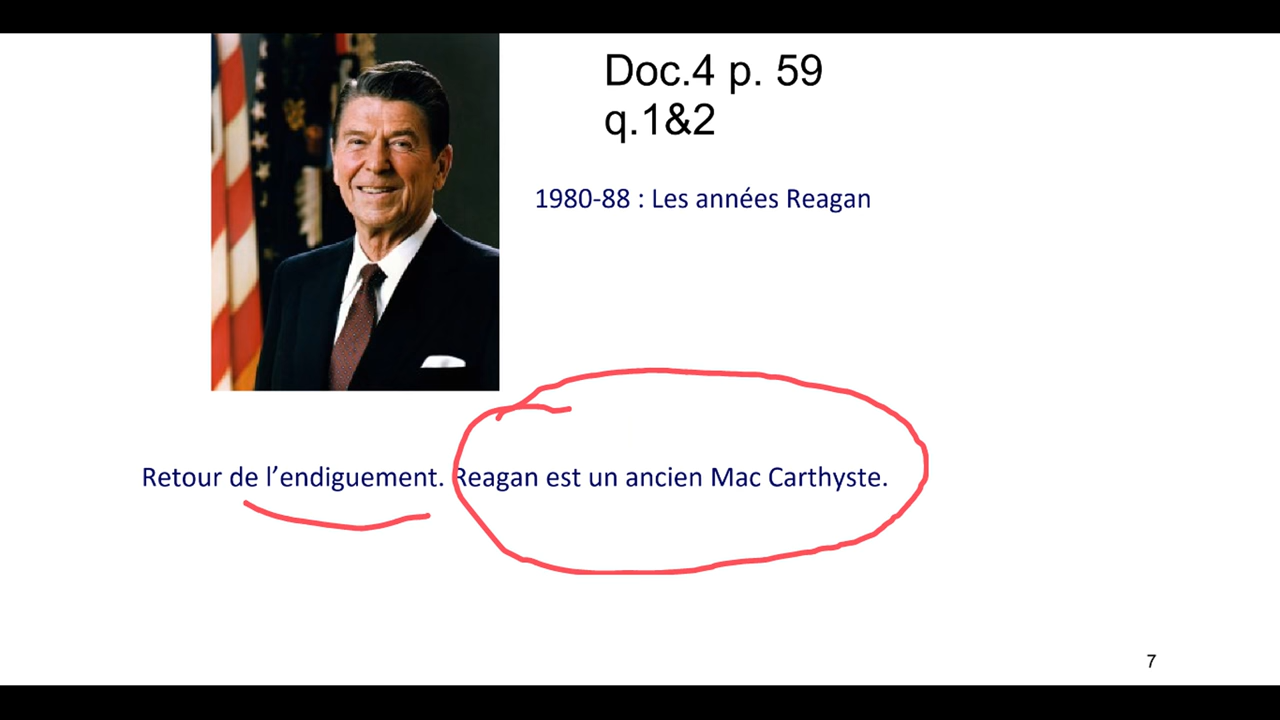 Doc.4 p. 59
q.1&2
1980-88 : Les années Reagan
Retour de l’endiguement. Reagan est un ancien Mac Carthyste.
7